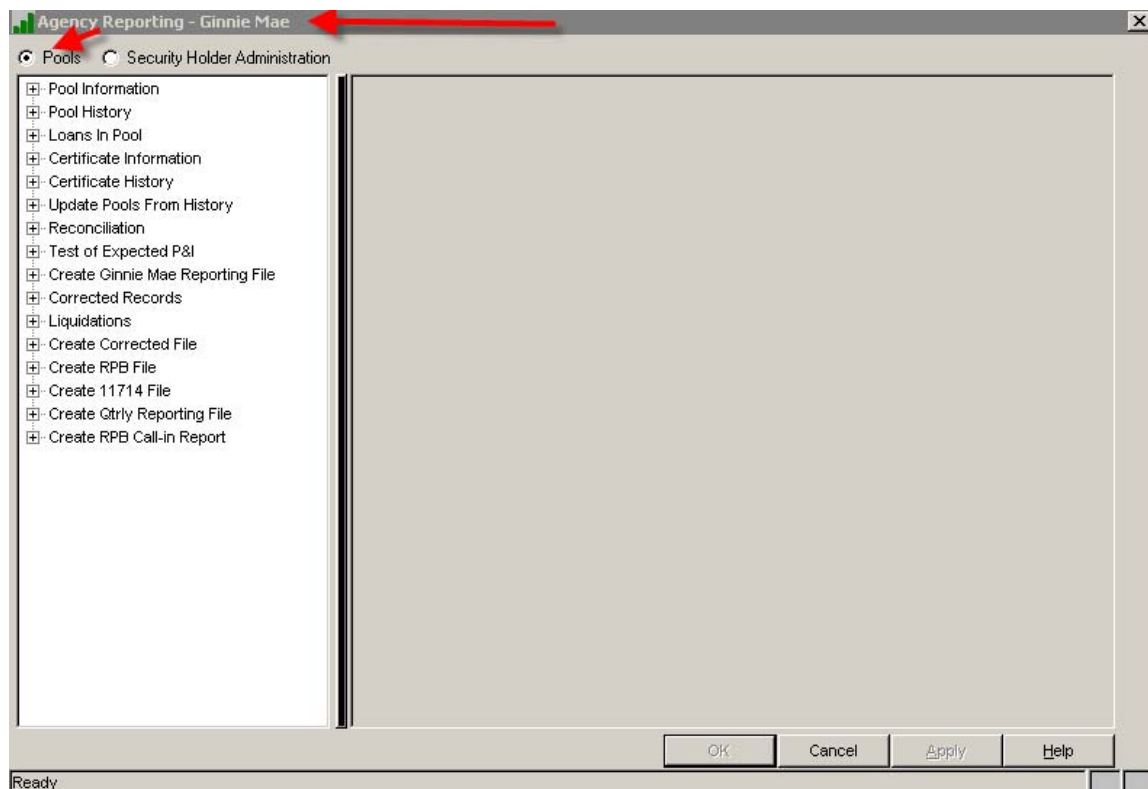 Agency Reporting - Ginnie Mae
Pools Security Holder Administration
Pool Information
Pool History
Loans In Pool
Certificate Information
Certificate History
Update Pools From History
Reconciliation
Test of Expected P&I
Create Ginnie Mae Reporting File
Corrected Records
Liquidations
Create Corrected File
Create RPB File
Create 11714 File
Create Qtrly Reporting File
Create RPB Call-in Report
OK Cancel Apply Help
Ready